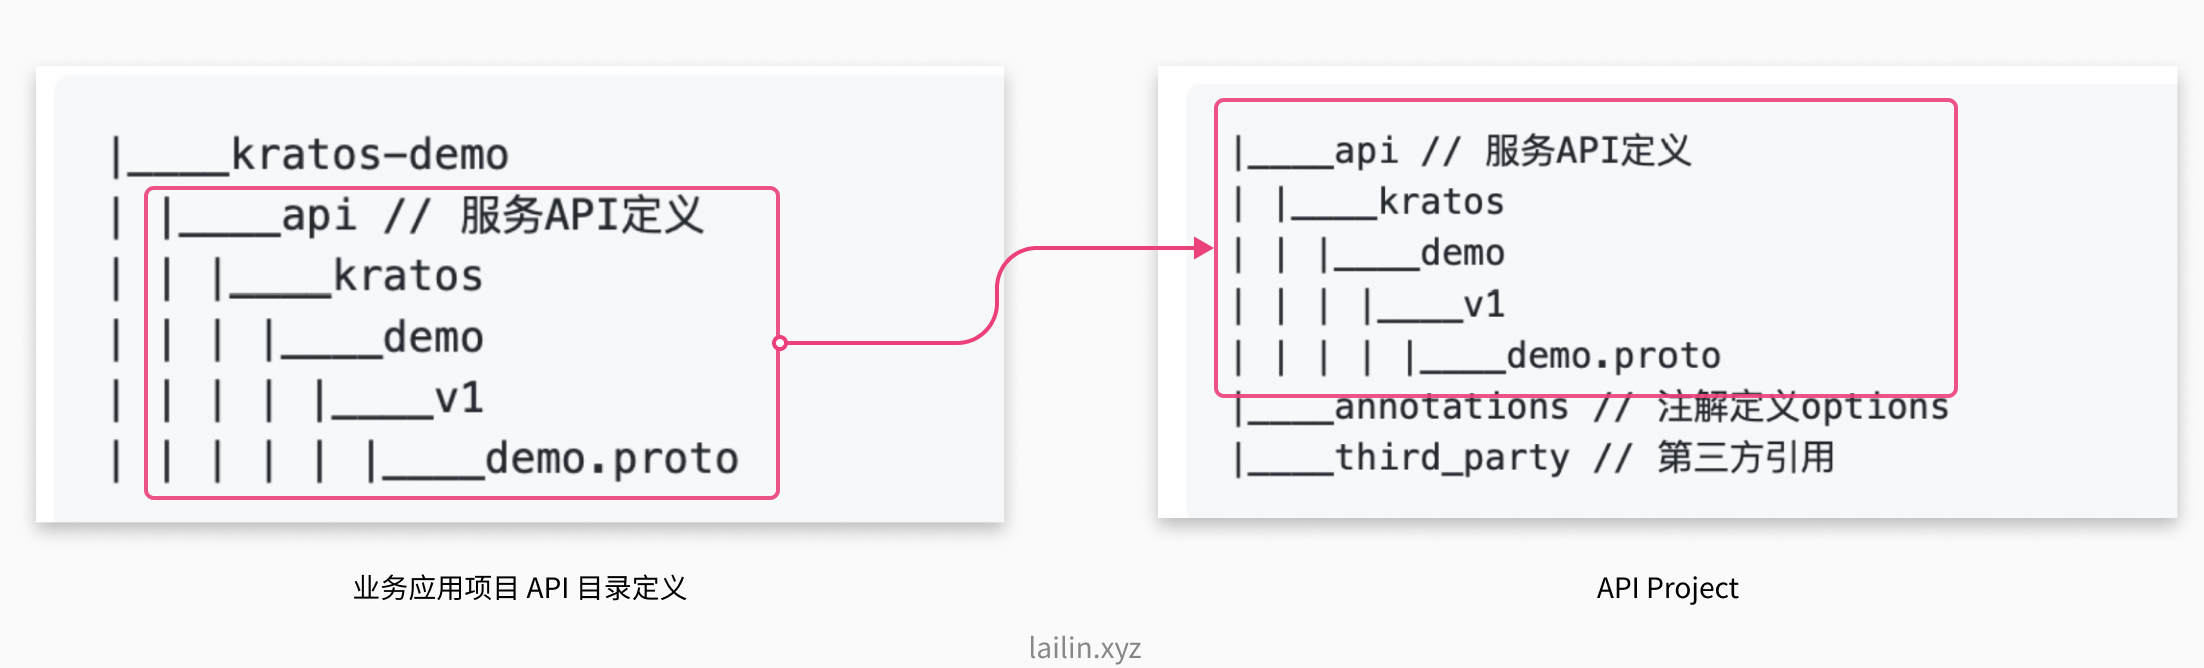 |____kratos-demo
| |____api // 服务API定义
| | |____kratos
| | | |____demo
| | | | |____v1
| | | | | |____demo.proto
业务应用项目 API 目录定义
|____api // 服务API定义
| |____kratos
| | |____demo
| | | |____v1
| | | | |____demo.proto
|____annotations // 注解定义options
|____third_party // 第三方引用
API Project
lailin.xyz